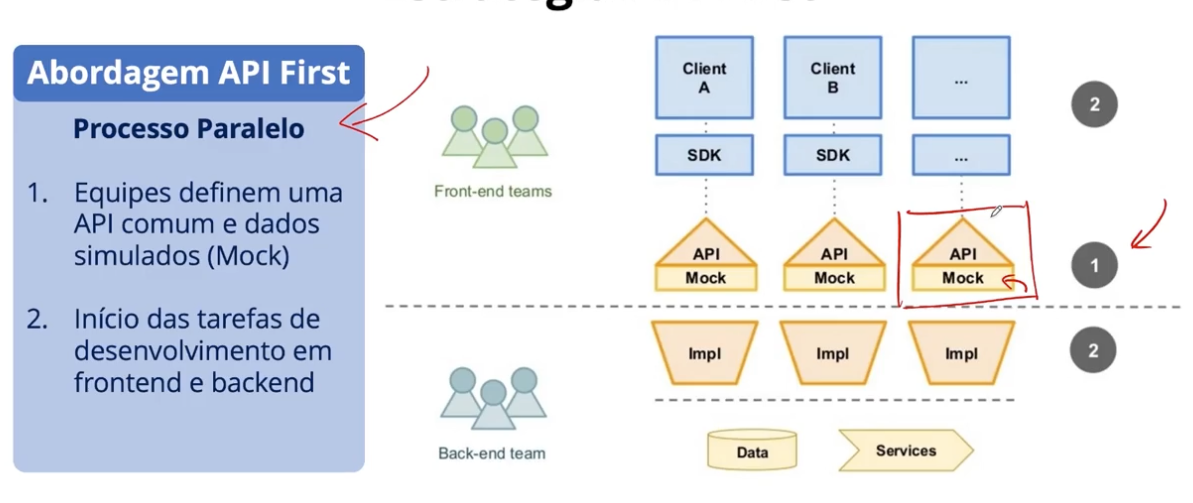 Abordagem API First
Processo Paralelo
1. Equipes definem uma
API comum e dados
simulados (Mock)
2. Início das tarefas de
desenvolvimento em
frontend e backend
Front-end teams
Client
A
Client
B
...
2
SDK
SDK
...
API
Mock
API
Mock
API
Mock
1
Impl
Impl
Impl
2
Back-end team
Data
Services